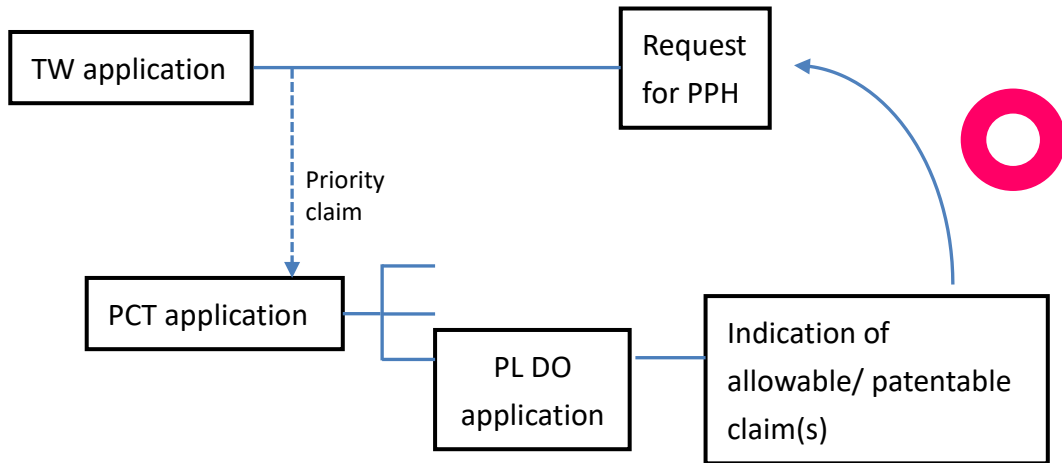 TW application
Request
for PPH
Priority
claim
PCT application
PL DO
application
Indication of
allowable/ patentable
claim(s)